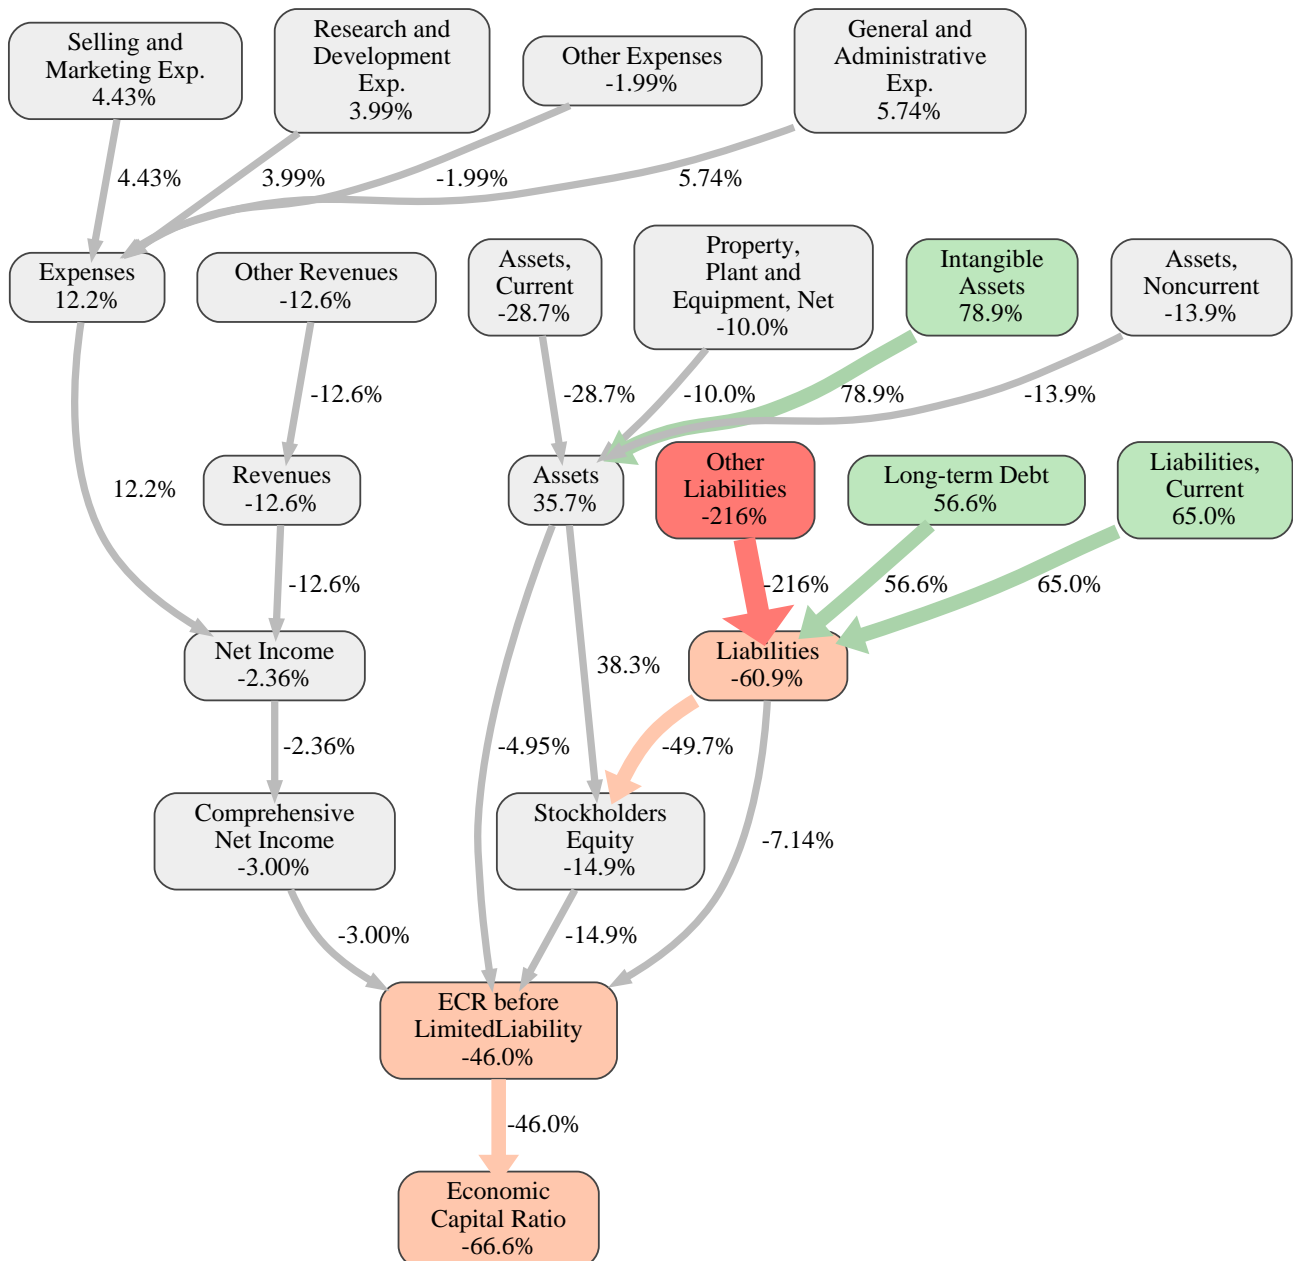 Selling and
Marketing Exp.
4.43%
Research and
Development
Exp.
3.99%
Other Expenses
-1.99%
General and
Administrative
Exp.
5.74%
4.43%
3.99%
-1.99%
5.74%
Expenses
12.2%
Other Revenues
-12.6%
Assets,
Current
-28.7%
Property,
Plant and
Equipment, Net
-10.0%
Intangible
Assets
78.9%
Assets,
Noncurrent
-13.9%
-12.6%
-28.7%
-10.0%
78.9%
-13.9%
12.2%
Revenues
-12.6%
Assets
35.7%
Other
Liabilities
-216%
Long-term Debt
56.6%
Liabilities,
Current
65.0%
-12.6%
-216%
56.6%
65.0%
Net Income
-2.36%
38.3%
Liabilities
-60.9%
-2.36%
-4.95%
-49.7%
Comprehensive
Net Income
-3.00%
Stockholders
Equity
-14.9%
-7.14%
-3.00%
-14.9%
ECR before
LimitedLiability
-46.0%
-46.0%
Economic
Capital Ratio
-66.6%